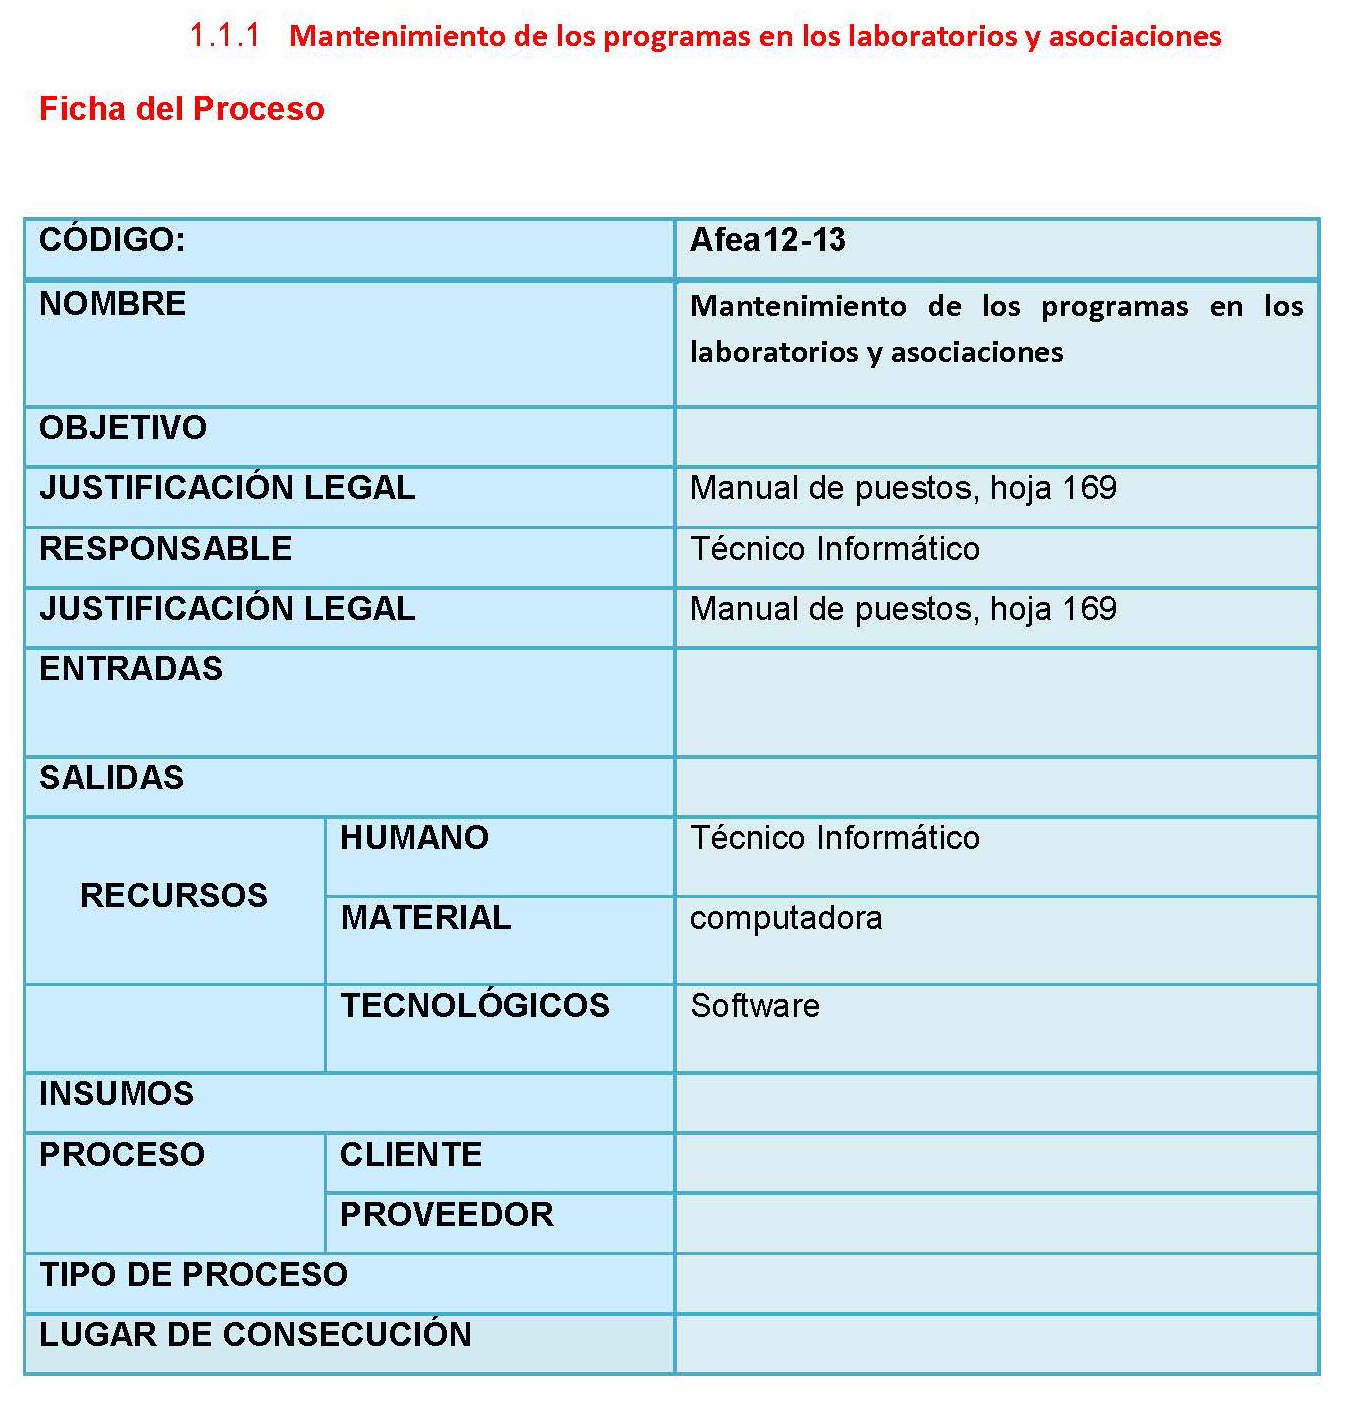 1.1.1 Mantenimiento de los programas en los laboratorios y asociaciones
Ficha del Proceso
CÓDIGO: Afea12-13
NOMBRE Mantenimiento de los programas en los
laboratorios y asociaciones
OBJETIVO
JUSTIFICACIÓN LEGAL Manual de puestos, hoja 169
RESPONSABLE Técnico Informático
JUSTIFICACIÓN LEGAL Manual de puestos, hoja 169
ENTRADAS
SALIDAS
RECURSOS HUMANO Técnico Informático
MATERIAL computadora
TECNOLÓGICOS Software
INSUMOS
PROCESO CLIENTE
PROVEEDOR
TIPO DE PROCESO
LUGAR DE CONSECUCIÓN